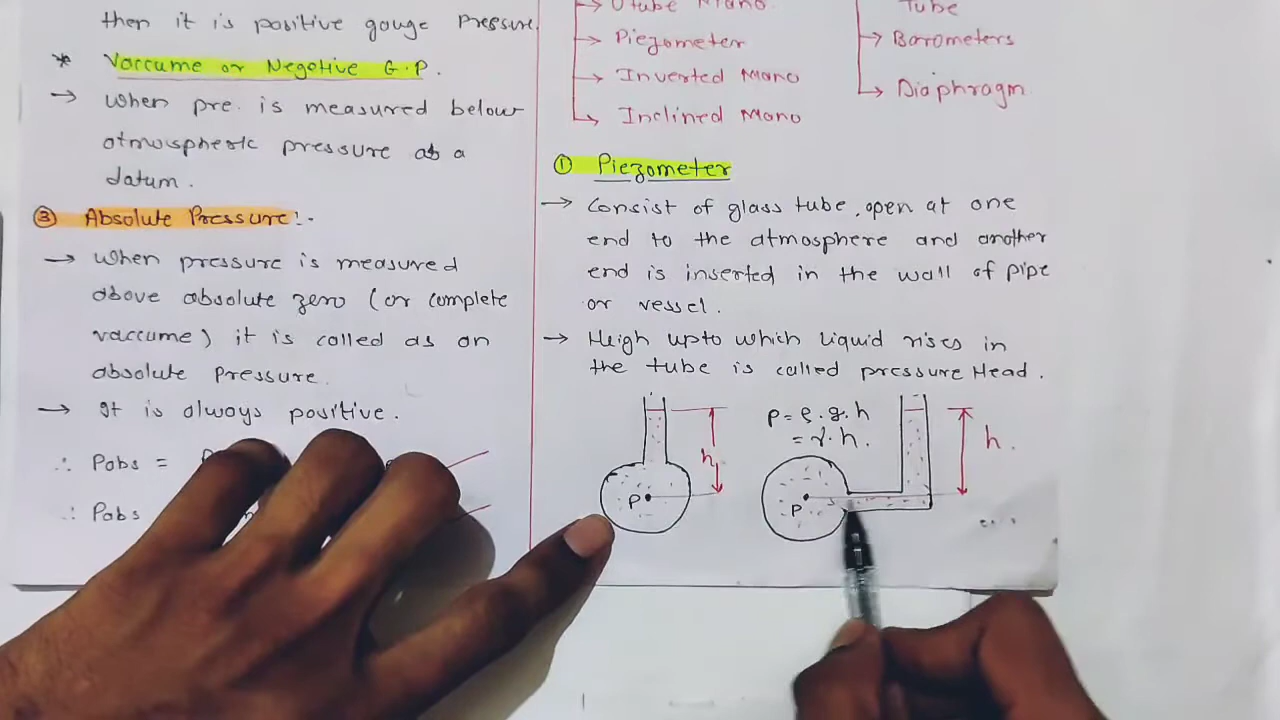 then it is positive gouge Pressure.
* Vaccume or Negetive G.P.
→ When pre. is measured below
atmospheric pressure as a
datum.
③ Absolute Pressure:-
→ When pressure is measured
above absolute zero (or complete
vaccume) it is called as an
absolute Pressure.
→ It is always positive.
∴ Pabs =
∴ Pabs
→ Utube Mano.
→ Piezometer
→ Inverted Mano
→ Inclined Mano
Tube
→ Barometers
→ Diaphragm
① Piezometer
→ Consist of glass tube, open at one
end to the atmosphere and another
end is inserted in the wall of pipe
or vessel.
→ Heigh upto which liquid rises in
the tube is called pressure Head.
P
h
P = ρ.g.h
= γ.h.
P
h.